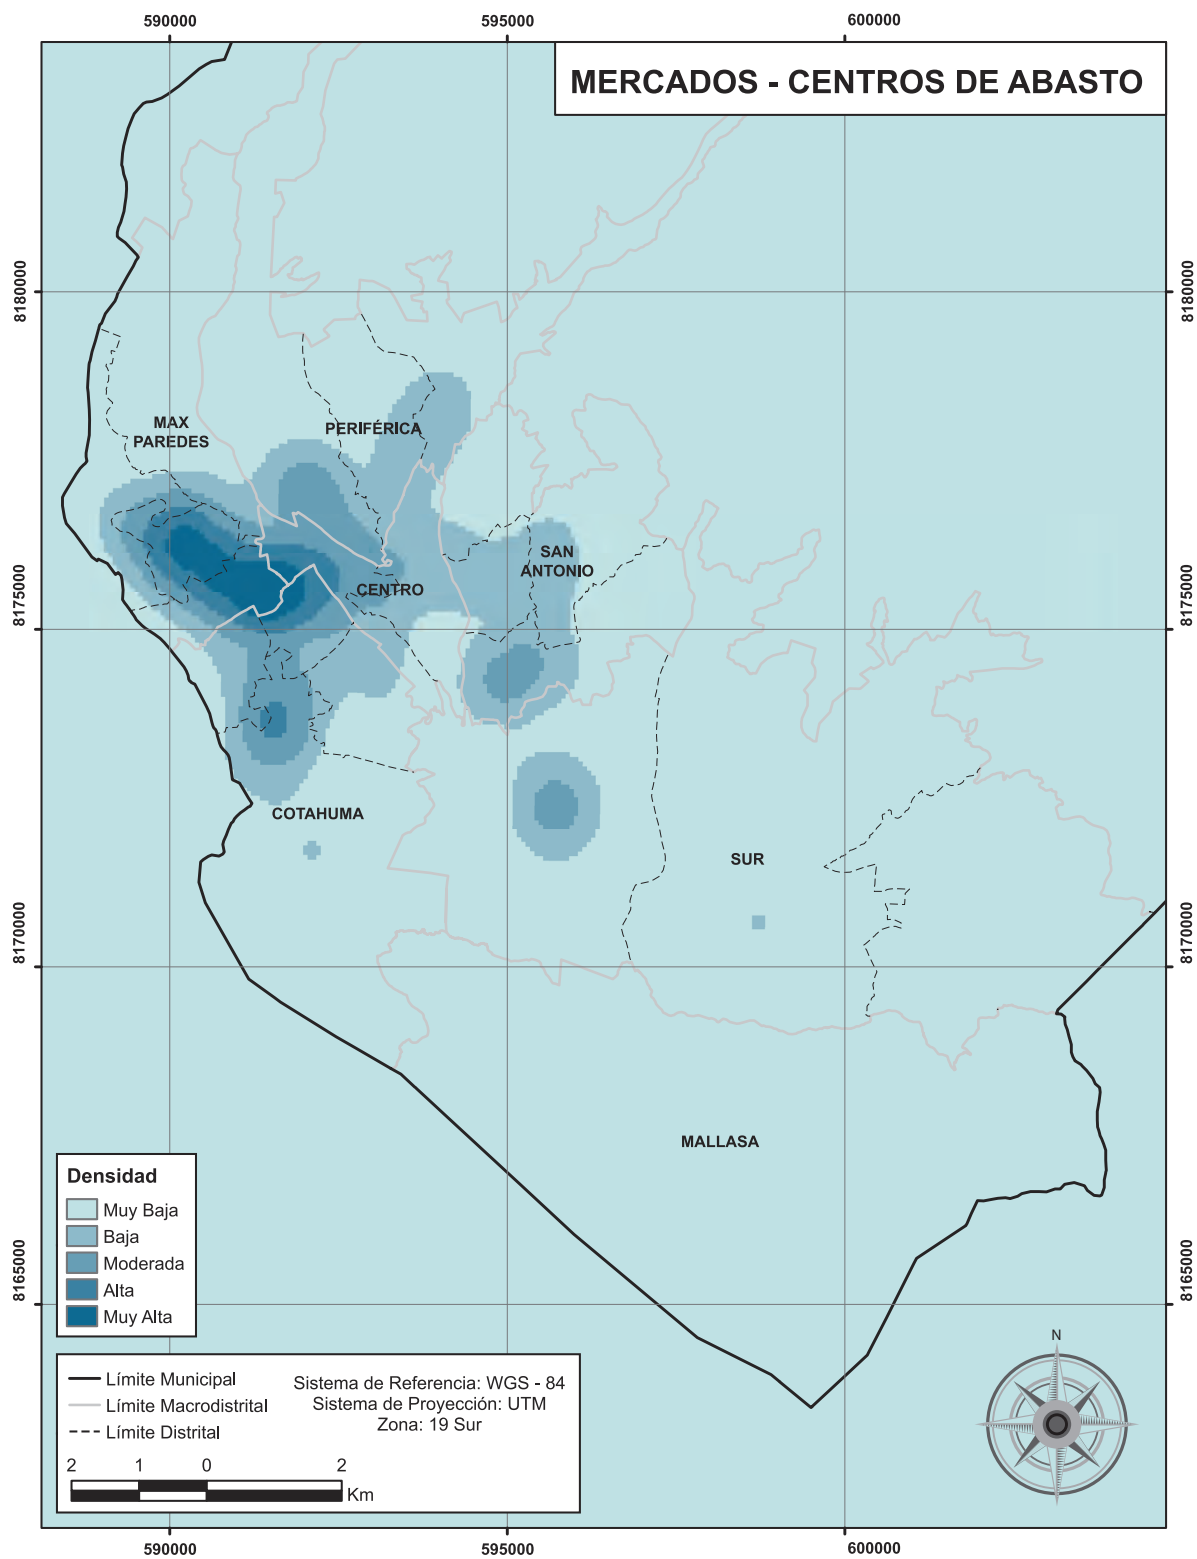 590000
595000
600000
MERCADOS - CENTROS DE ABASTO
8180000
8180000
MAX
PAREDES
PERIFÉRICA
SAN
ANTONIO
CENTRO
8175000
8175000
COTAHUMA
SUR
8170000
8170000
MALLASA
Densidad
Muy Baja
Baja
Moderada
Alta
Muy Alta
8165000
8165000
N
Límite Municipal
Límite Macrodistrital
Límite Distrital
Sistema de Referencia: WGS - 84
Sistema de Proyección: UTM
Zona: 19 Sur
2 1 0 2
Km
590000
595000
600000